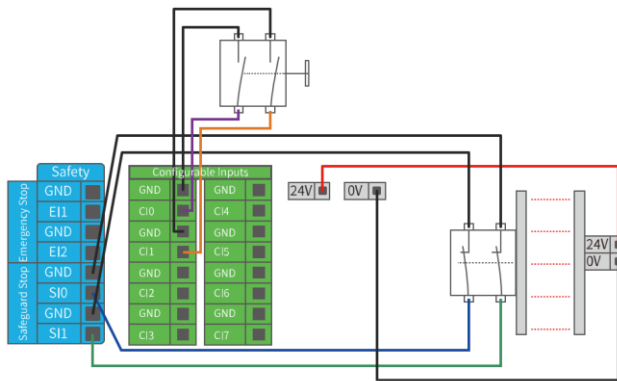 Safety
Emergency Stop
GND
EI1
GND
EI2
Safeguard Stop
GND
SI0
GND
SI1
Configurable Inputs
GND
GND
CI0
CI4
GND
GND
CI1
CI5
GND
GND
CI2
CI6
GND
GND
CI3
CI7
24V
0V
24V
0V